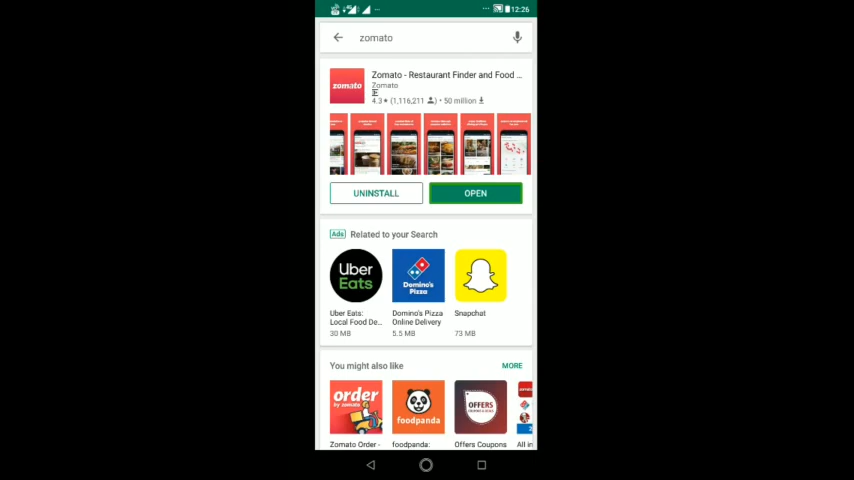 12:26
zomato
Zomato - Restaurant Finder and Food ...
Zomato
4.3★ (1,116,211 ) • 50 million
zomato
UNINSTALL
OPEN
Ads Related to your Search
Uber
Eats
Domino's
Pizza
Uber Eats:
Local Food De...
30 MB
Domino's Pizza
Online Delivery
5.5 MB
Snapchat
73 MB
You might also like
MORE
order
by zomato
foodpanda
OFFERS
Zomato Order -
foodpanda:
Offers Coupons
All in